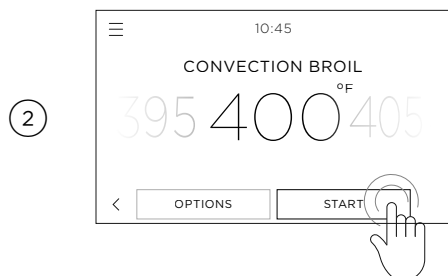 10:45
CONVECTION BROIL
395 400°F 405
2
OPTIONS START